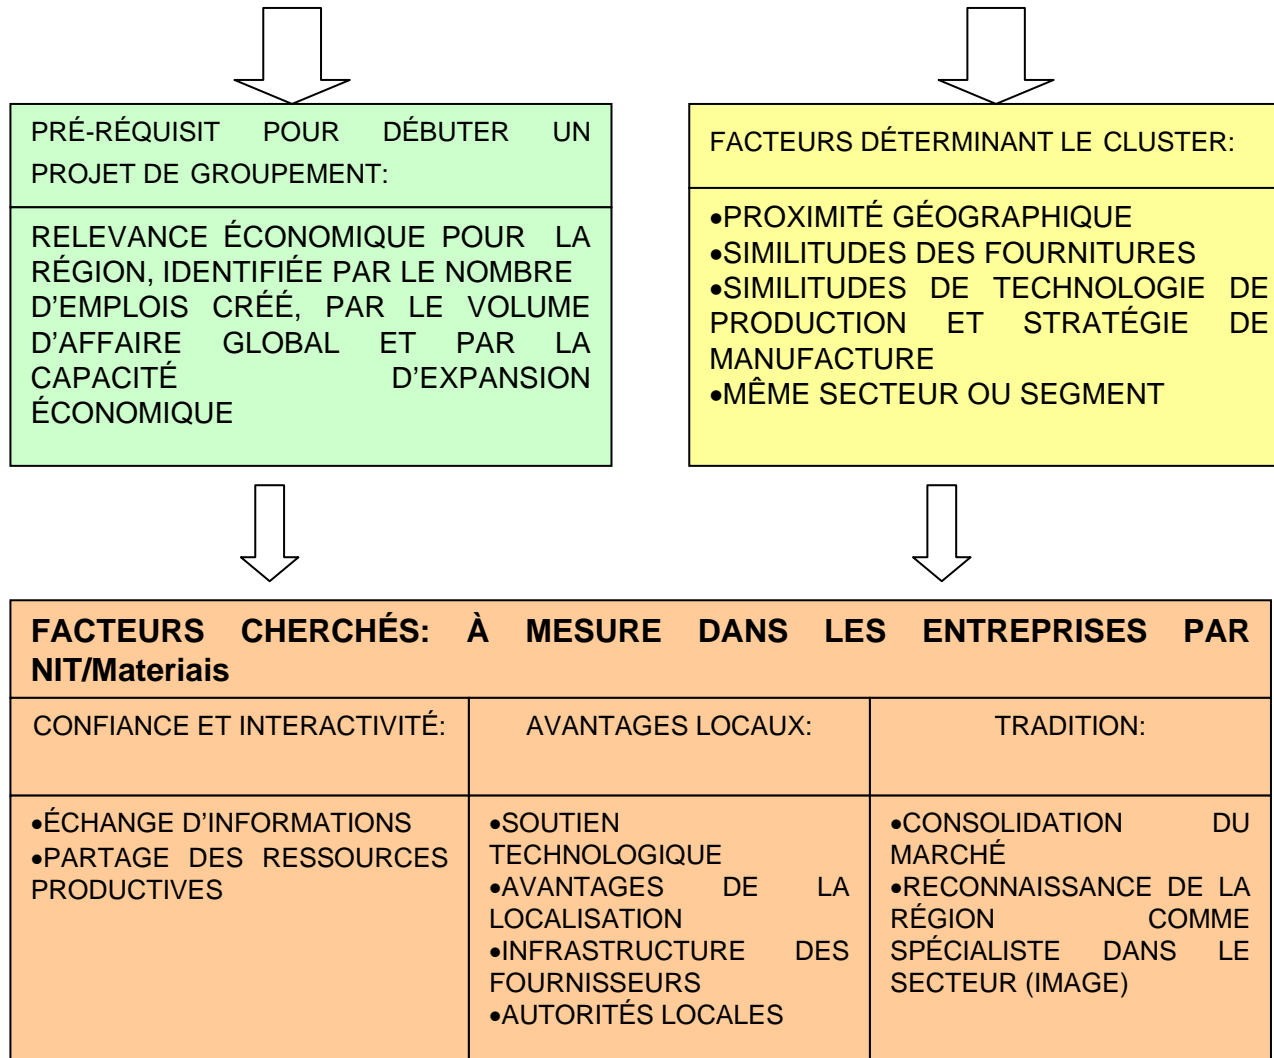 PRÉ-RÉQUISIT POUR DÉBUTER UN
PROJET DE GROUPEMENT:
RELEVANCE ÉCONOMIQUE POUR LA
RÉGION, IDENTIFIÉE PAR LE NOMBRE
D’EMPLOIS CRÉÉ, PAR LE VOLUME
D’AFFAIRE GLOBAL ET PAR LA
CAPACITÉ D’EXPANSION
ÉCONOMIQUE
FACTEURS DÉTERMINANT LE CLUSTER:
•PROXIMITÉ GÉOGRAPHIQUE
•SIMILITUDES DES FOURNITURES
•SIMILITUDES DE TECHNOLOGIE DE
PRODUCTION ET STRATÉGIE DE
MANUFACTURE
•MÊME SECTEUR OU SEGMENT
FACTEURS CHERCHÉS: À MESURE DANS LES ENTREPRISES PAR
NIT/Materiais
CONFIANCE ET INTERACTIVITÉ:
•ÉCHANGE D’INFORMATIONS
•PARTAGE DES RESSOURCES
PRODUCTIVES
AVANTAGES LOCAUX:
•SOUTIEN
TECHNOLOGIQUE
•AVANTAGES DE LA
LOCALISATION
•INFRASTRUCTURE DES
FOURNISSEURS
•AUTORITÉS LOCALES
TRADITION:
•CONSOLIDATION DU
MARCHÉ
•RECONNAISSANCE DE LA
RÉGION COMME
SPÉCIALISTE DANS LE
SECTEUR (IMAGE)